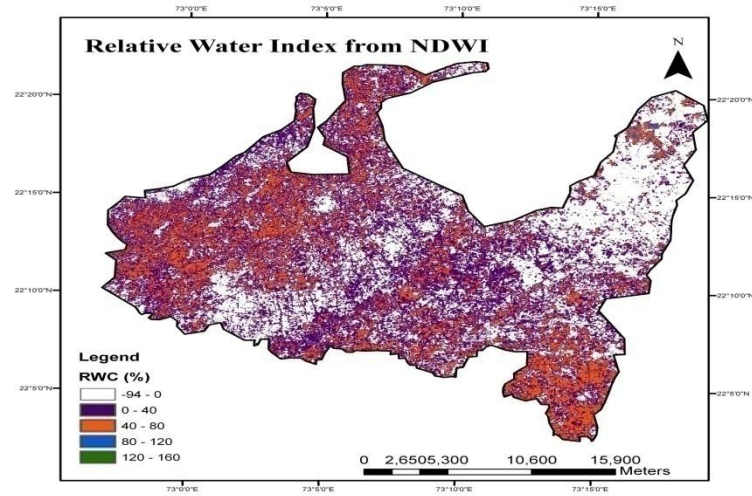 73°0'0"E 73°5'0"E 73°10'0"E 73°15'0"E
Relative Water Index from NDWI
N
22°20'0"N 22°20'0"N
22°15'0"N 22°15'0"N
22°10'0"N 22°10'0"N
22°5'0"N 22°5'0"N
Legend
RWC (%)
-94 - 0
0 - 40
40 - 80
80 - 120
120 - 160
0 2,6505,300 10,600 15,900
Meters
73°0'0"E 73°5'0"E 73°10'0"E 73°15'0"E